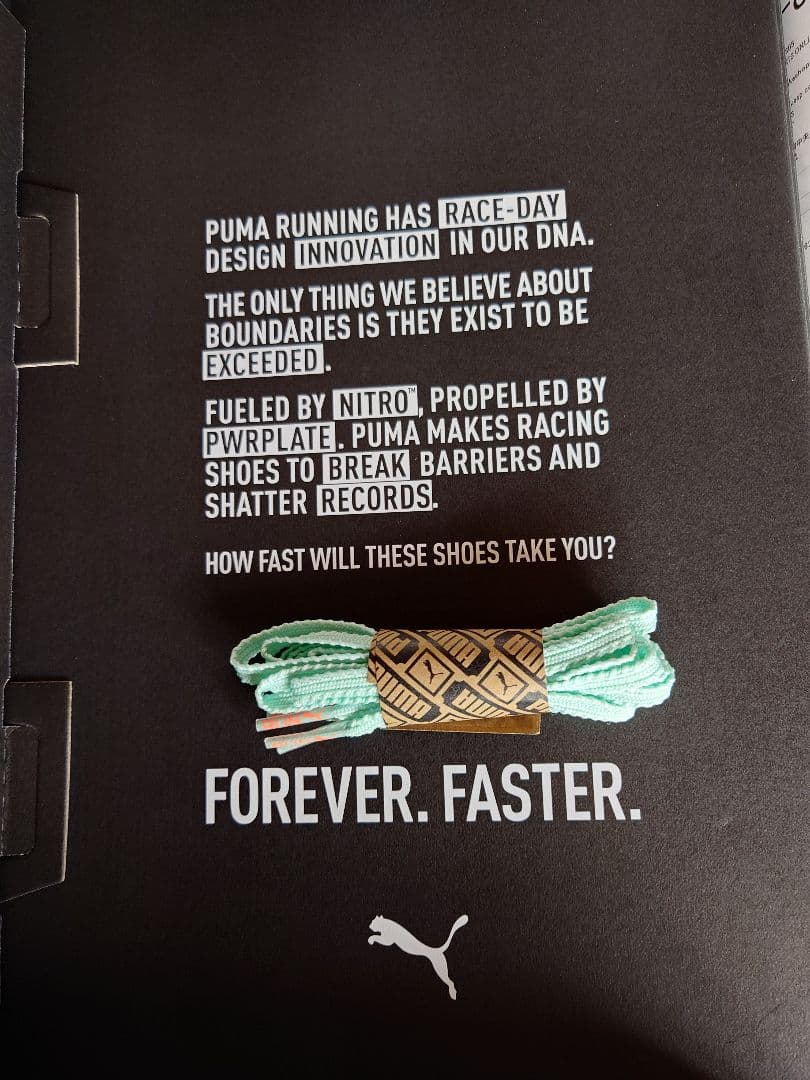 PUMA RUNNING HAS RACE-DAY
DESIGN INNOVATION IN OUR DNA.
THE ONLY THING WE BELIEVE ABOUT
BOUNDARIES IS THEY EXIST TO BE
EXCEEDED.
FUELED BY NITRO™, PROPELLED BY
PWRPLATE. PUMA MAKES RACING
SHOES TO BREAK BARRIERS AND
SHATTER RECORDS.
HOW FAST WILL THESE SHOES TAKE YOU?
PUMA
PUMA
FOREVER. FASTER.